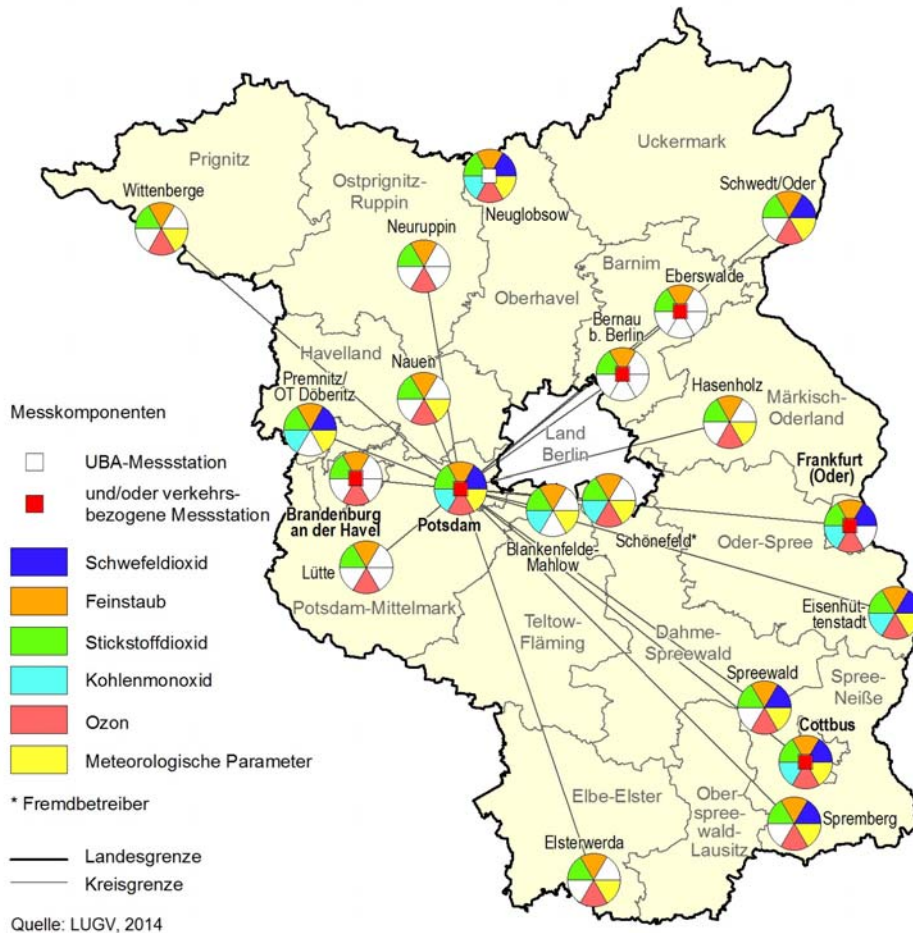 Uckermark
Prignitz
Ostprignitz-
Ruppin
Wittenberge
Neuglobsow
Schwedt/Oder
Neuruppin
Barnim
Eberswalde
Oberhavel
Bernau
b. Berlin
Havelland
Nauen
Premnitz/
OT Döberitz
Hasenholz
Märkisch-
Oderland
Land
Berlin
Frankfurt
(Oder)
Brandenburg
an der Havel
Potsdam
Blankenfelde-
Mahlow
Schönefeld*
Oder-Spree
Lütte
Potsdam-Mittelmark
Eisenhüt-
tenstadt
Teltow-
Fläming
Dahme-
Spreewald
Spreewald
Spree-
Neiße
Cottbus
Elbe-Elster
Ober-
spree-
wald-
Lausitz
Spremberg
Elsterwerda
Messkomponenten
UBA-Messstation
und/oder verkehrs-
bezogene Messstation
Schwefeldioxid
Feinstaub
Stickstoffdioxid
Kohlenmonoxid
Ozon
Meteorologische Parameter
* Fremdbetreiber
Landesgrenze
Kreisgrenze
Quelle: LUGV, 2014